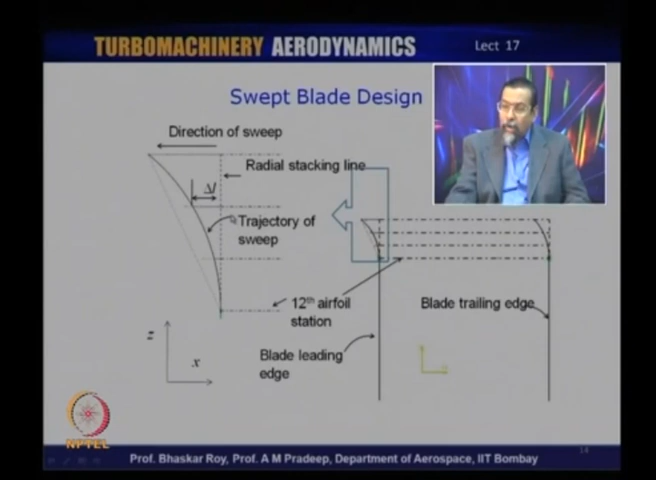 TURBOMACHINERY AERODYNAMICS
Lect 17
Swept Blade Design
Direction of sweep
Radial stacking line
Trajectory of
sweep
12th airfoil
station
Blade trailing edge
Blade leading
edge
z
x
NPTEL
Prof. Bhaskar Roy, Prof. A M Pradeep, Department of Aerospace, IIT Bombay
14